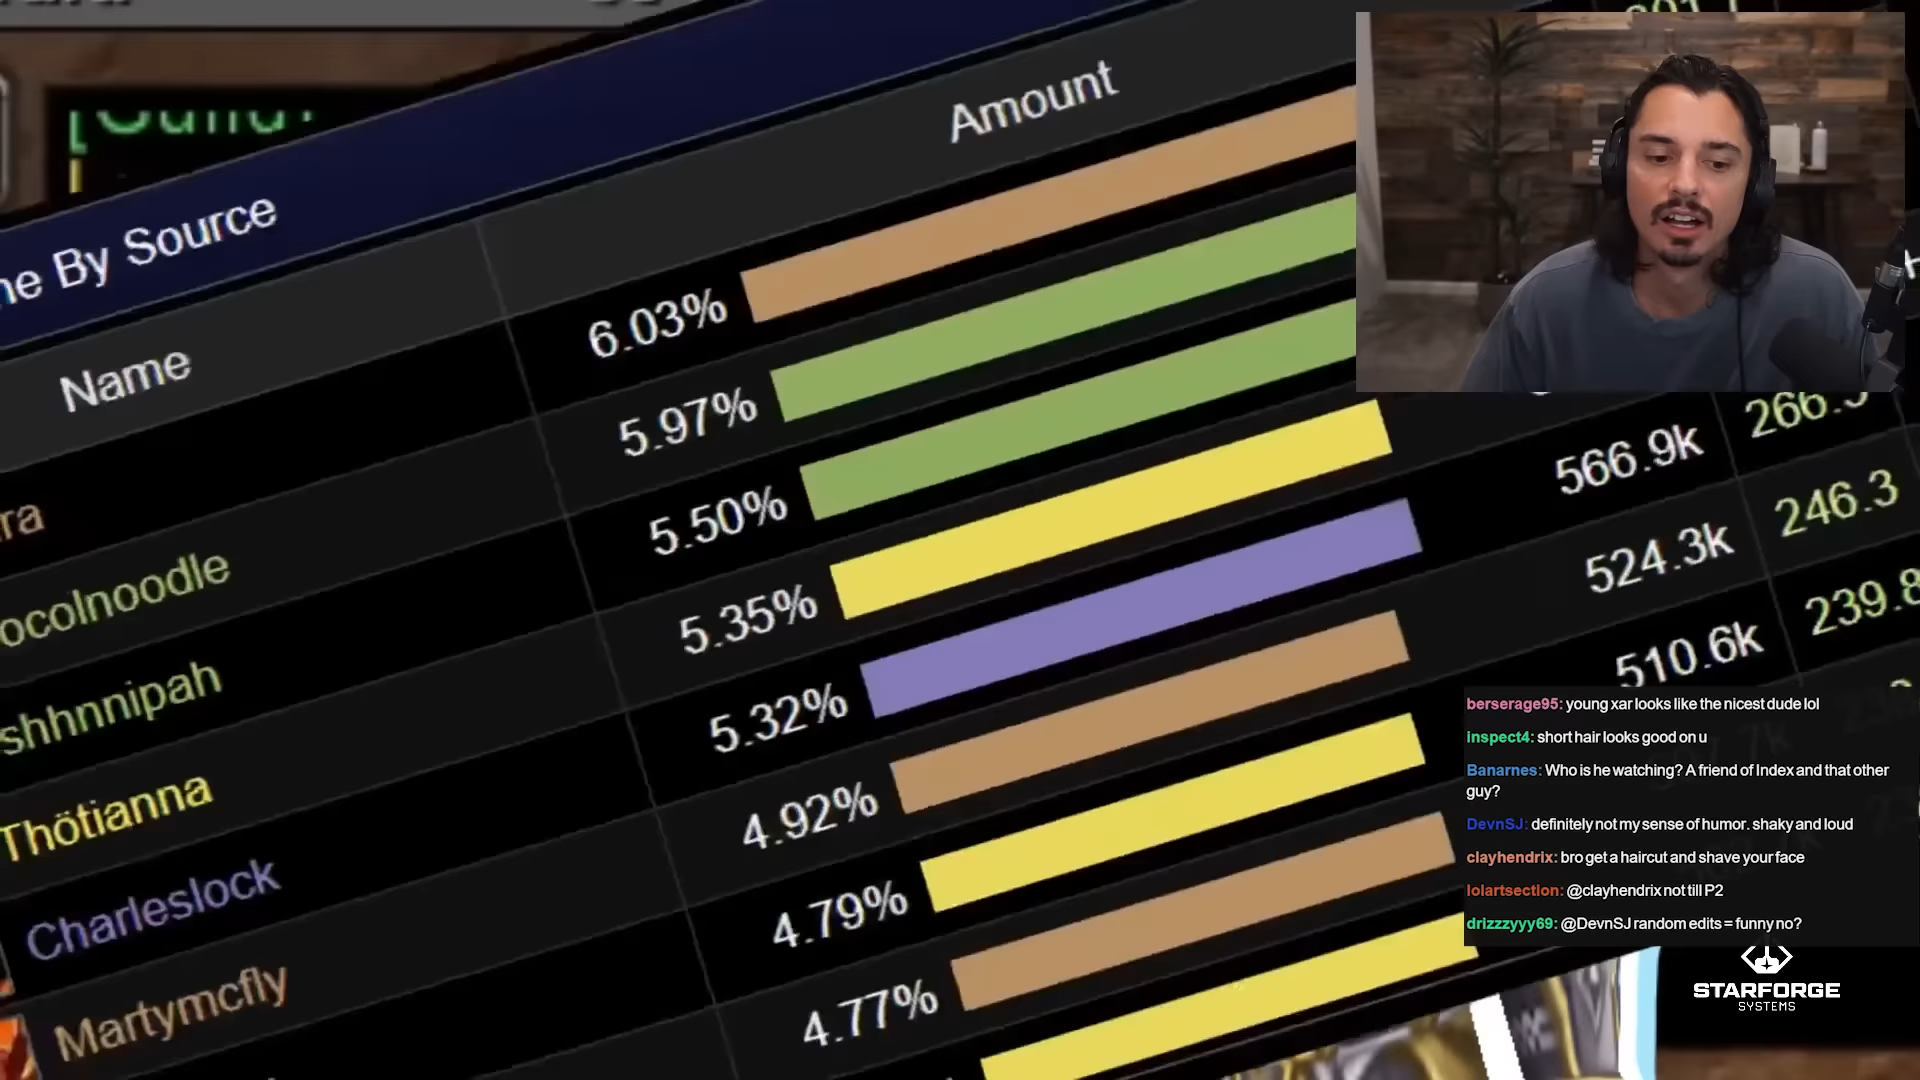 By Source
Amount
Name
6.03%
5.97%
ocolnoodle
5.50%
shhnnipah
5.35%
566.9k
246.3
Thötianna
5.32%
524.3k
239.8
Charleslock
4.92%
510.6k
Martymcfly
4.79%
4.77%
berserage95: young xar looks like the nicest dude lol
inspect4: short hair looks good on u
Banarnes: Who is he watching? A friend of Index and that other
guy?
DevnSJ: definitely not my sense of humor. shaky and loud
clayhendrix: bro get a haircut and shave your face
lolartsection: @clayhendrix not till P2
drizzzyyy69: @DevnSJ random edits = funny no?
STARFORGE
SYSTEMS